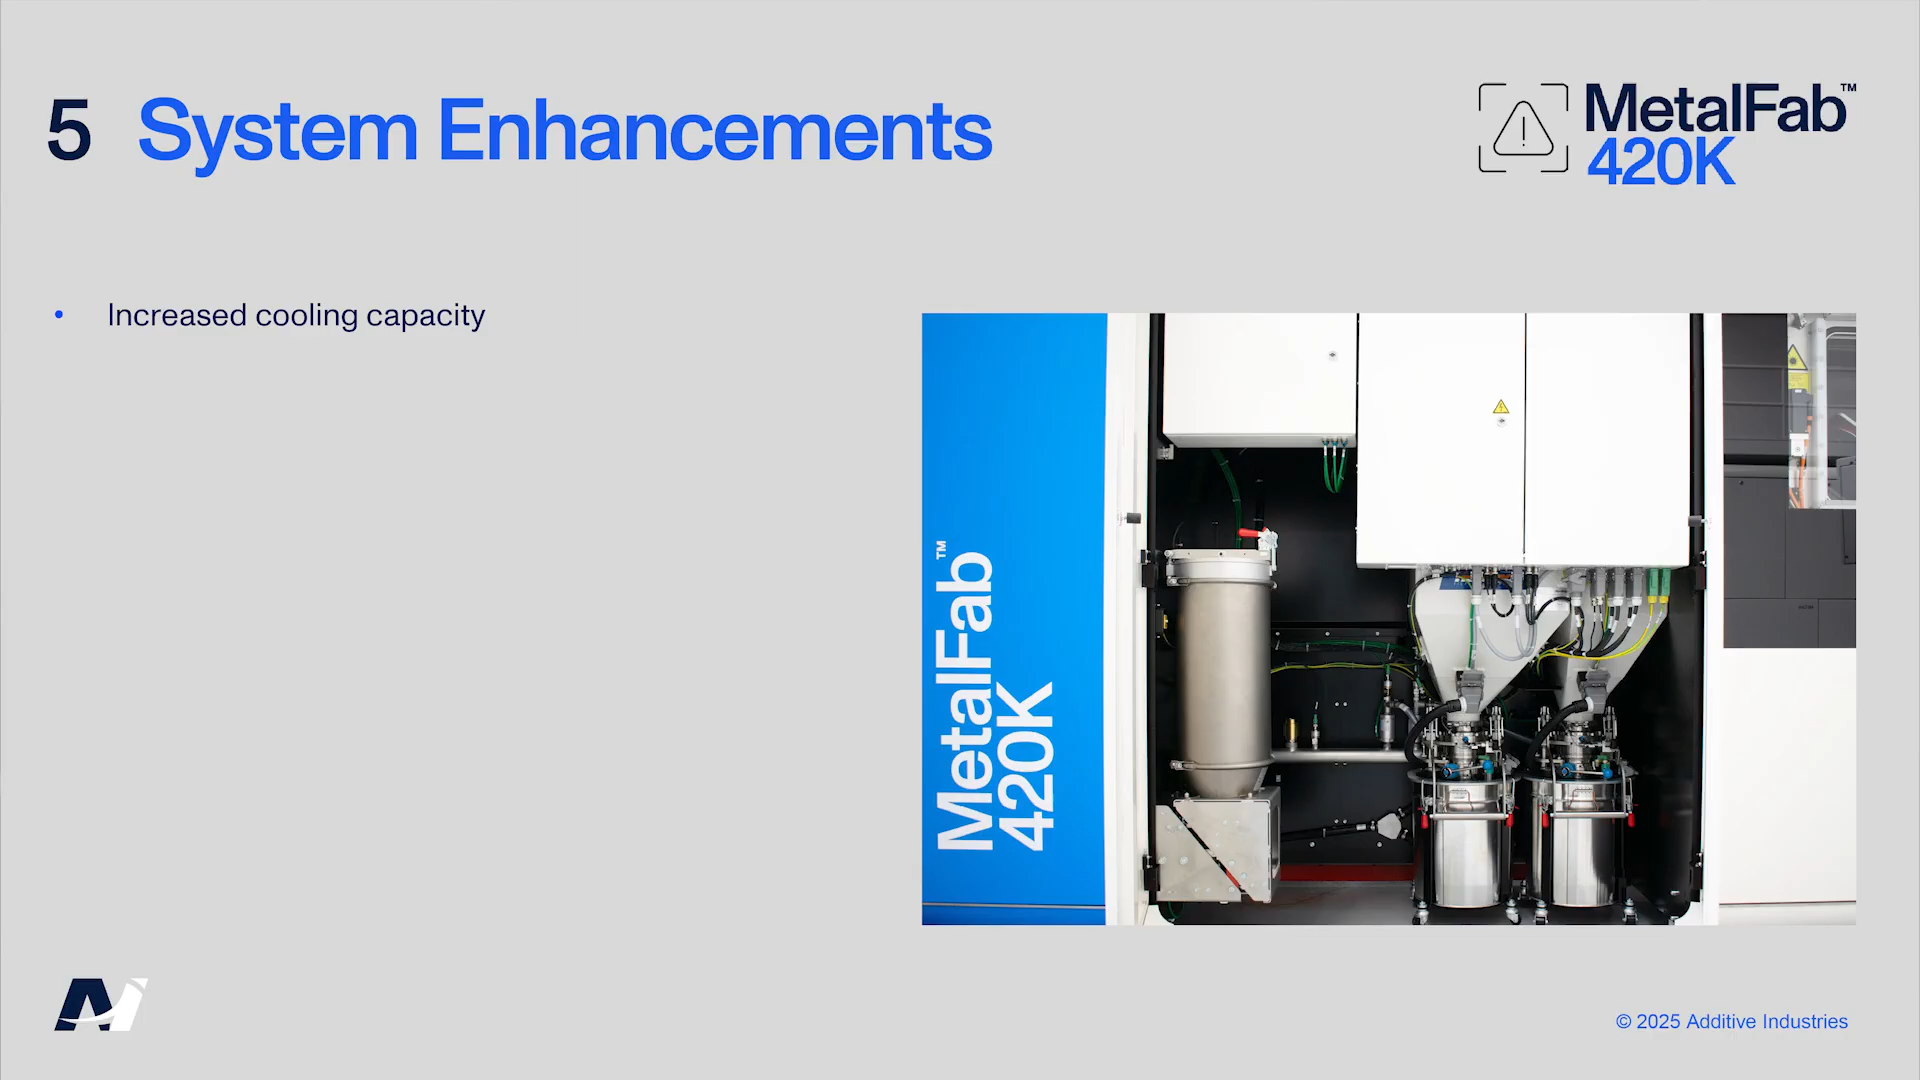 5 System Enhancements
MetalFab™
420K
• Increased cooling capacity
MetalFab™
420K
© 2025 Additive Industries